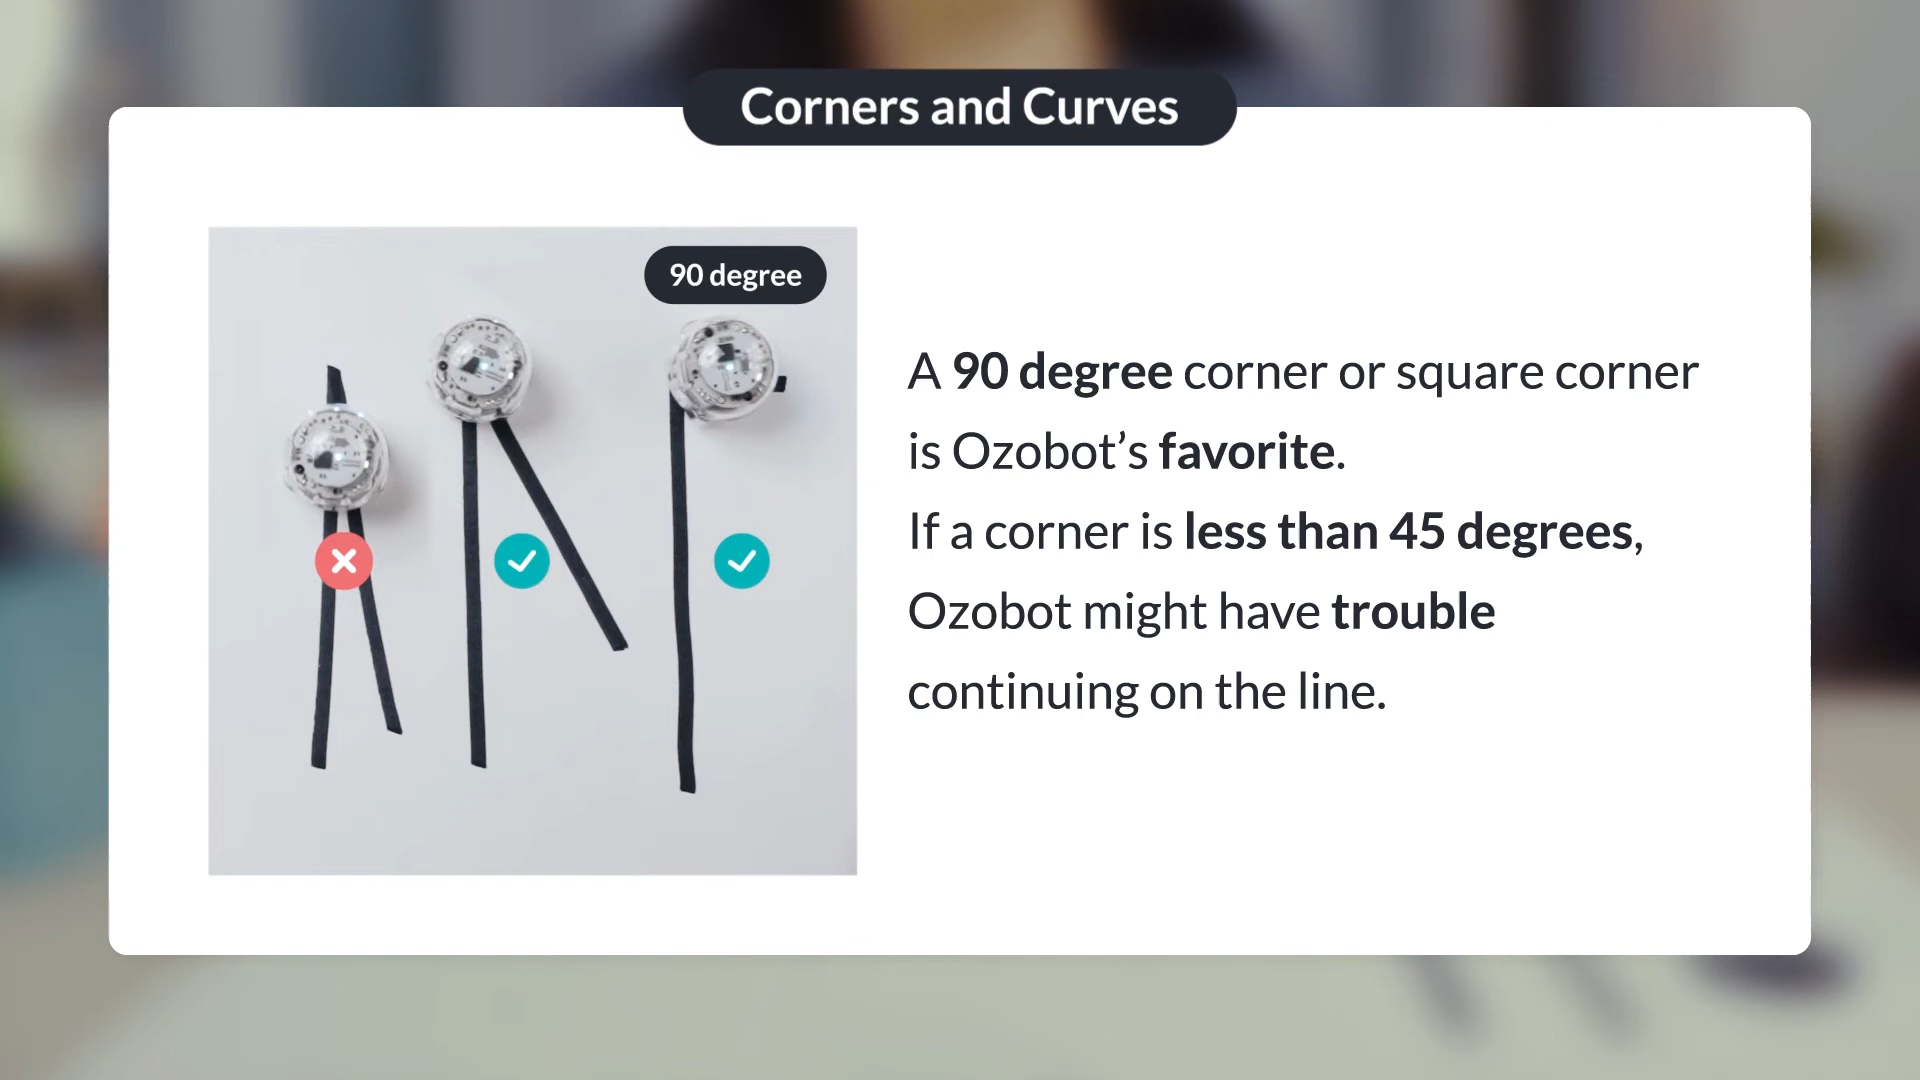 Corners and Curves
90 degree
A 90 degree corner or square corner
is Ozobot’s favorite.
If a corner is less than 45 degrees,
Ozobot might have trouble
continuing on the line.